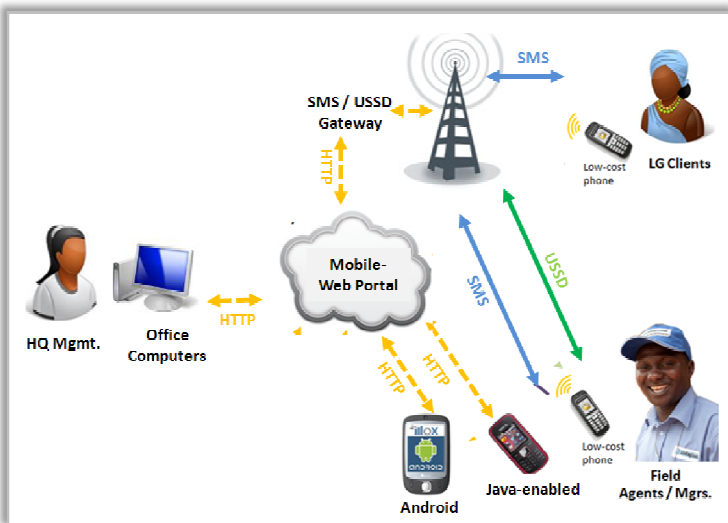 SMS
SMS / USSD
Gateway
HTTP
Low-cost
phone
LG Clients
Mobile-
Web Portal
SMS
USSD
HTTP
HQ Mgmt.
Office
Computers
HTTP
HTTP
android
Low-cost
phone
Android
Java-enabled
Field
Agents / Mgrs.